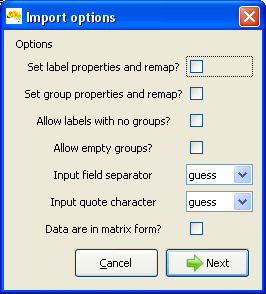 Import options
Options
Set label properties and remap?
Set group properties and remap?
Allow labels with no groups?
Allow empty groups?
Input field separator guess
Input quote character guess
Data are in matrix form?
Cancel Next